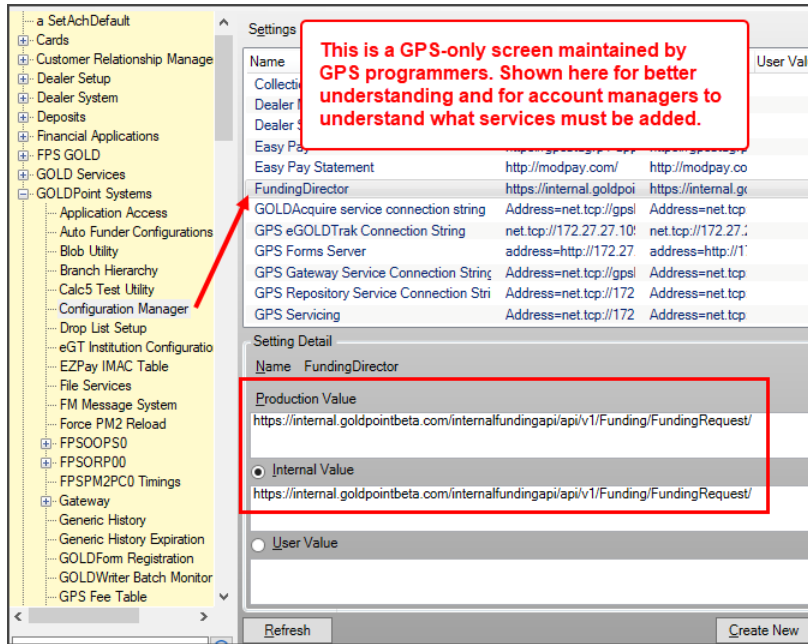 a SetAchDefault
Cards
Customer Relationship Manage
Dealer Setup
Dealer System
Deposits
Financial Applications
FPS GOLD
GOLD Services
GOLDPoint Systems
Application Access
Auto Funder Configurations
Blob Utility
Branch Hierarchy
Calc5 Test Utility
Configuration Manager
Drop List Setup
eGT Institution Configuratio
EZPay IMAC Table
File Services
FM Message System
Force PM2 Reload
FPSOOPS0
FPSORP00
FPSPM2PC0 Timings
Gateway
Generic History
Generic History Expiration
GOLDForm Registration
GOLDWriter Batch Monitor
GPS Fee Table
Settings
This is a GPS-only screen maintained by
GPS programmers. Shown here for better
understanding and for account managers to
understand what services must be added.
Name User Val
Collecti
Dealer
Dealer
Easy Pa
Easy Pay Statement http://modpay.com/ http://modpay.co
FundingDirector https://internal.goldpoi https://internal.gc
GOLDAcquire service connection string Address=net.tcp://gpsl Address=net.tcp
GPS eGOLDTrak Connection String net.tcp://172.27.27.10 net.tcp://172.27.2
GPS Forms Server address=http://172.27. address=http://1
GPS Gateway Service Connection String Address=net.tcp://gpsl Address=net.tcp
GPS Repository Service Connection Stri Address=net.tcp://172 Address=net.tcp
GPS Servicing Address=net.tcp://172 Address=net.tcp
Setting Detail
Name FundingDirector
Production Value
https://internal.goldpointbeta.com/internalfundingapi/api/v1/Funding/FundingRequest/
Internal Value
https://internal.goldpointbeta.com/internalfundingapi/api/v1/Funding/FundingRequest/
User Value
Refresh Create New